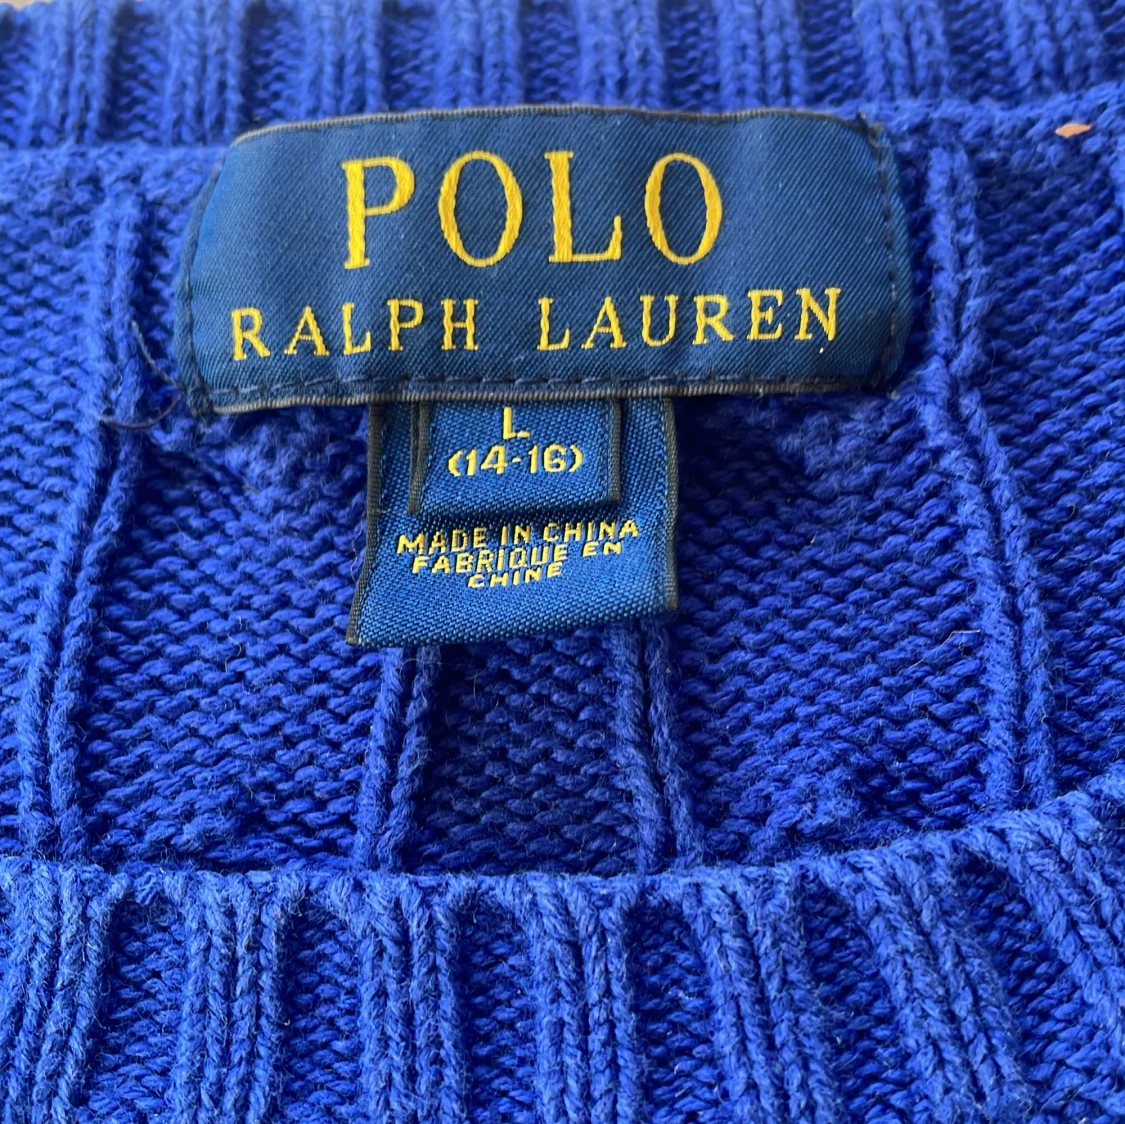 POLO
RALPH LAUREN
L
(14-16)
MADE IN CHINA
FABRIQUE EN
CHINE